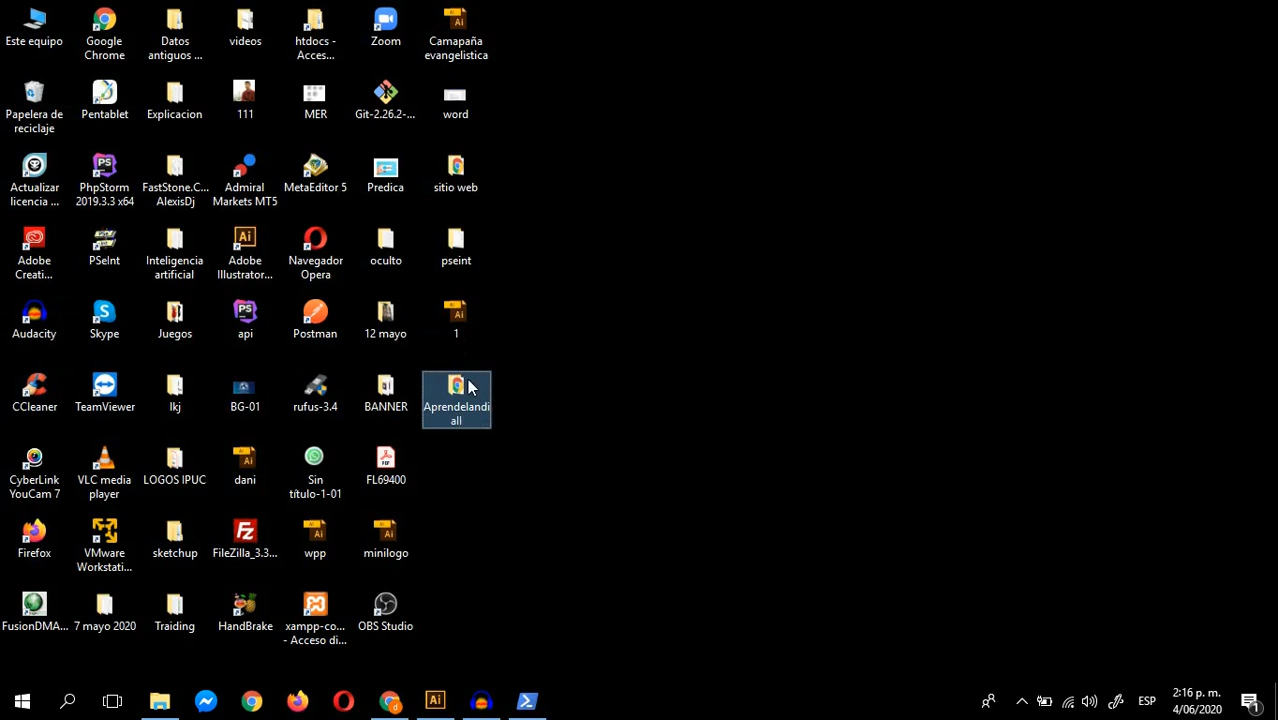 Este equipo
Google
Chrome
Datos
antiguos ...
videos
htdocs -
Acces...
Zoom
Camapaña
evangelistica
Papelera de
reciclaje
Pentablet
Explicacion
111
MER
Git-2.26.2-...
word
Actualizar
licencia ...
PhpStorm
2019.3.3 x64
FastStone.C...
AlexisDj
Admiral
Markets MT5
MetaEditor 5
Predica
sitio web
Adobe
Creati...
PSeInt
Inteligencia
artificial
Adobe
Illustrator...
Navegador
Opera
oculto
pseint
Audacity
Skype
Juegos
api
Postman
12 mayo
1
CCleaner
TeamViewer
lkj
BG-01
rufus-3.4
BANNER
Aprendelandi
all
CyberLink
YouCam 7
VLC media
player
LOGOS IPUC
dani
Sin
título-1-01
FL69400
Firefox
VMware
Workstati...
sketchup
FileZilla_3.3...
wpp
minilogo
FusionDMA...
7 mayo 2020
Traiding
HandBrake
xampp-co...
- Acceso di...
OBS Studio
ESP
2:16 p. m.
4/06/2020
1